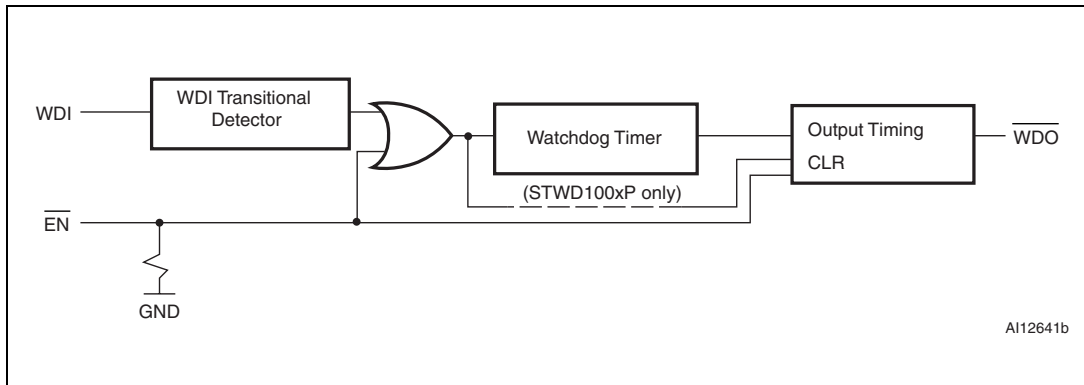 WDI
WDI Transitional
Detector
Watchdog Timer
Output Timing
CLR
WDO
(STWD100xP only)
EN
GND
AI12641b